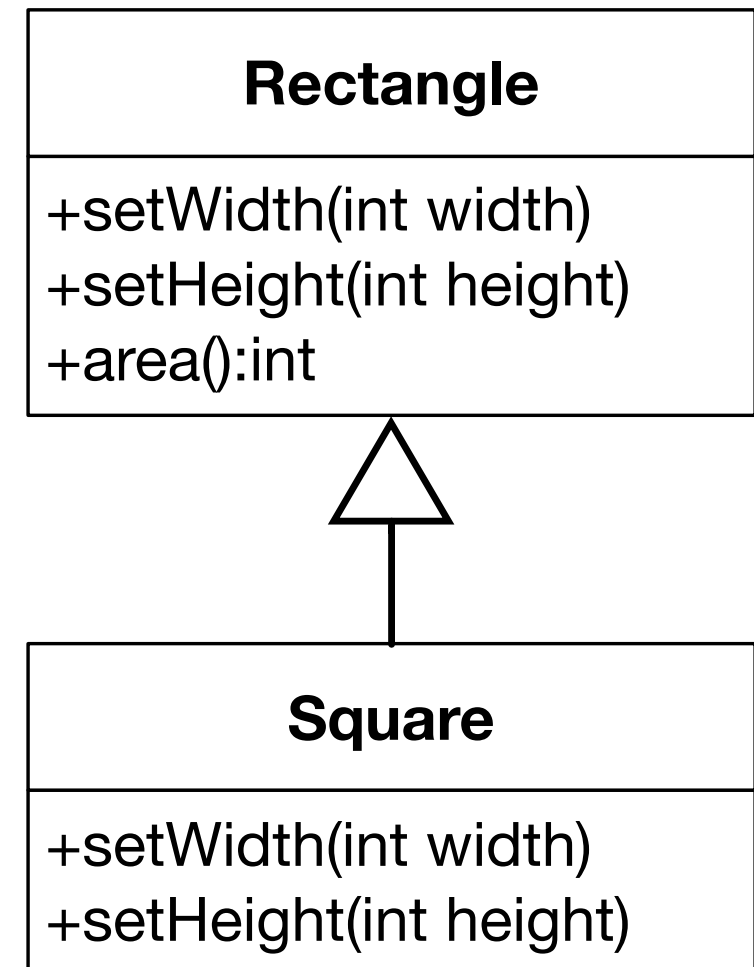 Rectangle
+setWidth(int width)
+setHeight(int height)
+area():int
Square
+setWidth(int width)
+setHeight(int height)